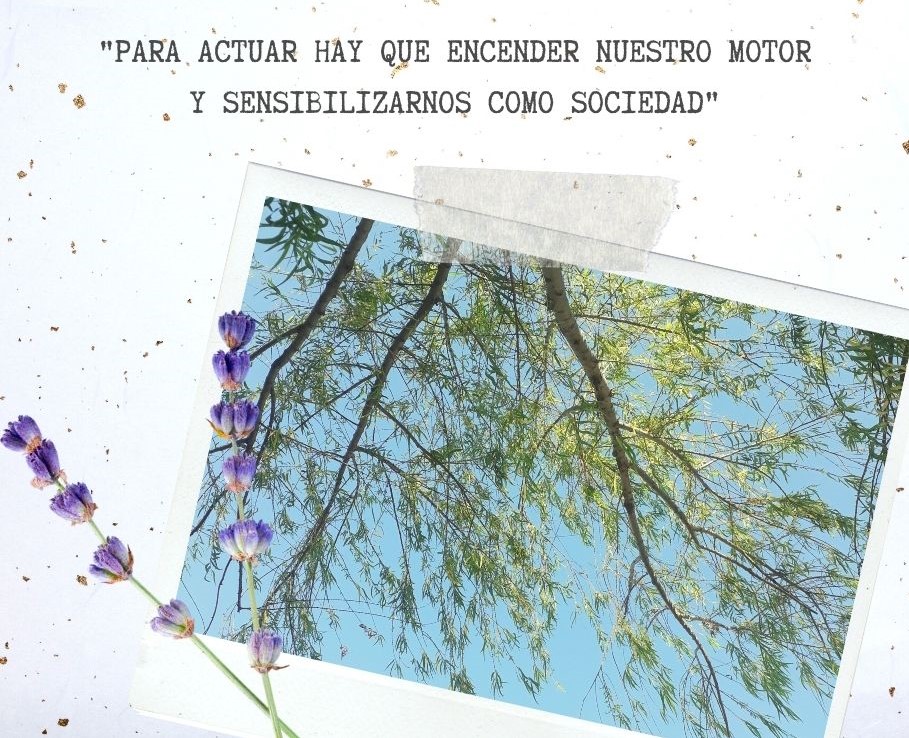 "PARA ACTUAR HAY QUE ENCENDER NUESTRO MOTOR
Y SENSIBILIZARNOS COMO SOCIEDAD"